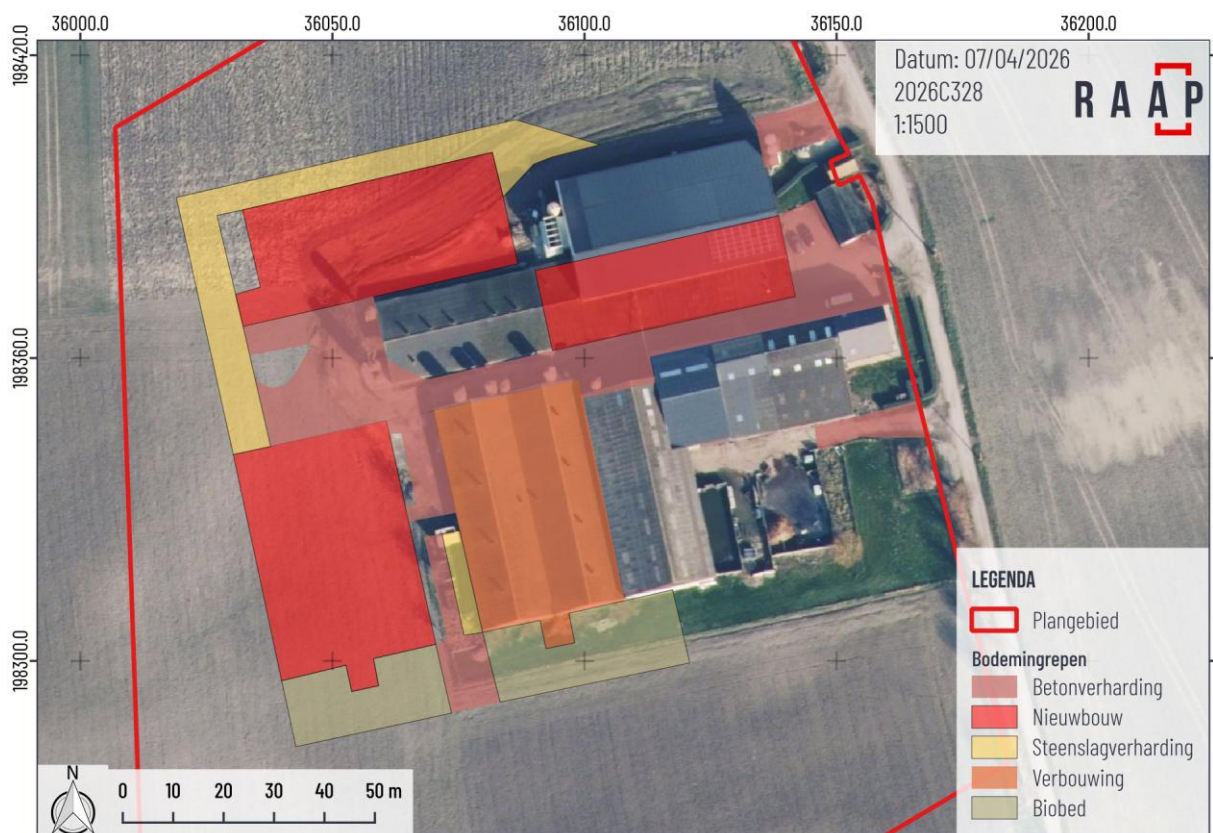 36000.0 36050.0 36100.0 36150.0 36200.0
198420.0
198360.0
198300.0
Datum: 07/04/2026
2026C328
1:1500
RAAP
LEGENDA
Plangebied
Bodemingrepen
Betonverharding
Nieuwbouw
Steenslagverharding
Verbouwing
Biobed
N
0 10 20 30 40 50 m